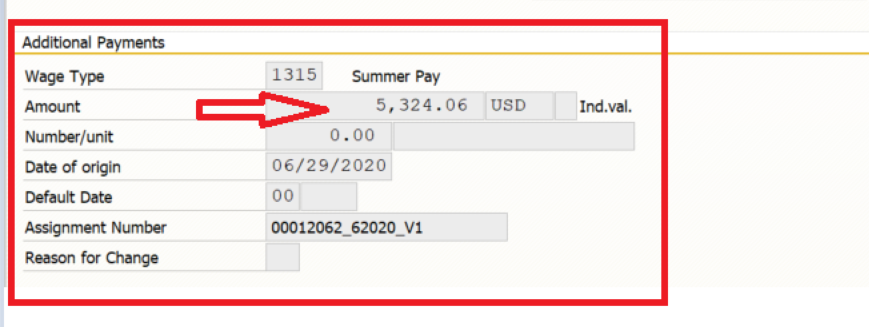 Additional Payments
Wage Type 1315 Summer Pay
Amount 5,324.06 USD Ind.val.
Number/unit 0.00
Date of origin 06/29/2020
Default Date 00
Assignment Number 00012062_62020_V1
Reason for Change